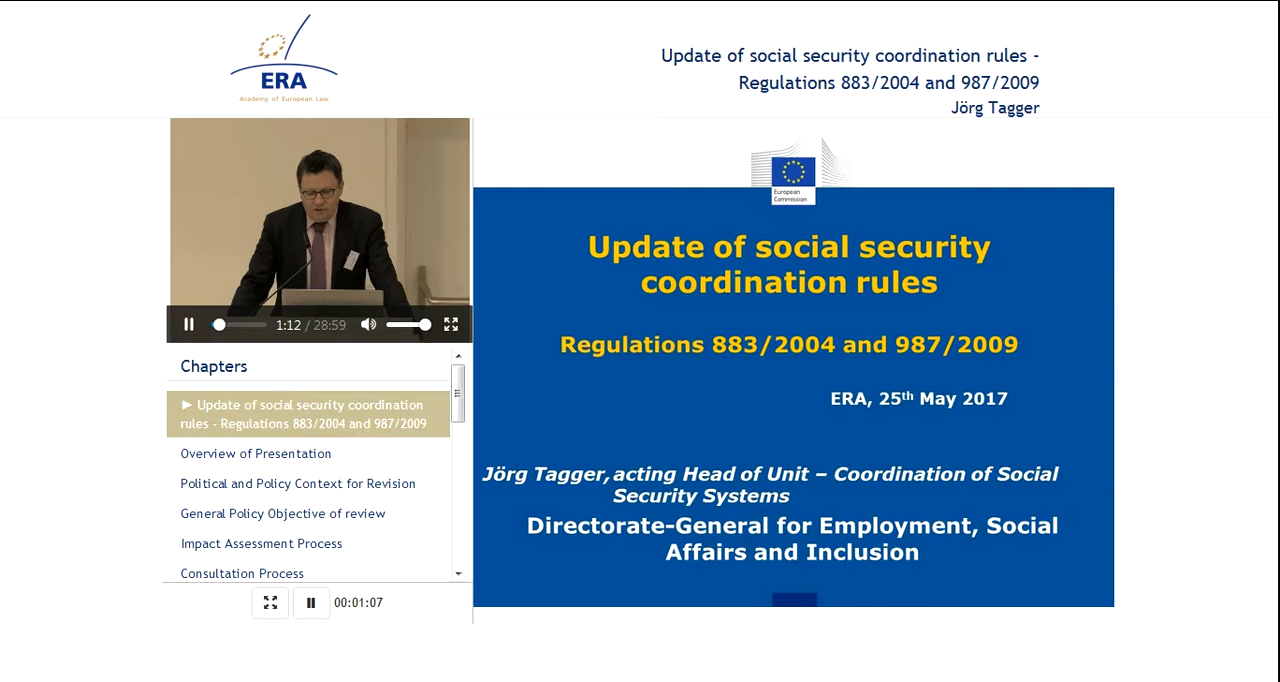 ERA
Academy of European Law
Update of social security coordination rules -
Regulations 883/2004 and 987/2009
Jörg Tagger
1:12 / 28:59
Chapters
► Update of social security coordination
rules - Regulations 883/2004 and 987/2009
Overview of Presentation
Political and Policy Context for Revision
General Policy Objective of review
Impact Assessment Process
Consultation Process
00:01:07
European
Commission
Update of social security
coordination rules
Regulations 883/2004 and 987/2009
ERA, 25th May 2017
Jörg Tagger, acting Head of Unit – Coordination of Social
Security Systems
Directorate-General for Employment, Social
Affairs and Inclusion